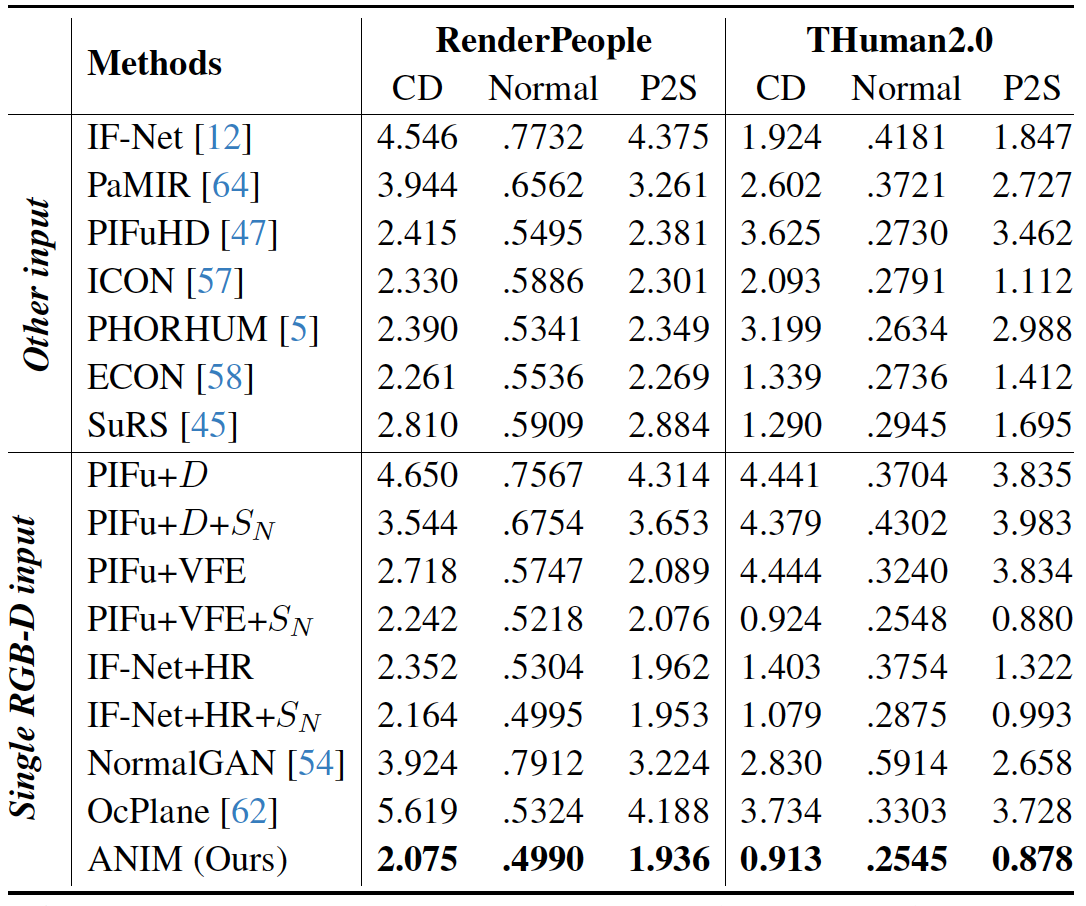 Methods RenderPeople THuman2.0
CD Normal P2S CD Normal P2S
Other input
IF-Net [12] 4.546 .7732 4.375 1.924 .4181 1.847
PaMIR [64] 3.944 .6562 3.261 2.602 .3721 2.727
PIFuHD [47] 2.415 .5495 2.381 3.625 .2730 3.462
ICON [57] 2.330 .5886 2.301 2.093 .2791 1.112
PHORHUM [5] 2.390 .5341 2.349 3.199 .2634 2.988
ECON [58] 2.261 .5536 2.269 1.339 .2736 1.412
SuRS [45] 2.810 .5909 2.884 1.290 .2945 1.695
Single RGB-D input
PIFu+D 4.650 .7567 4.314 4.441 .3704 3.835
PIFu+D+S_N 3.544 .6754 3.653 4.379 .4302 3.983
PIFu+VFE 2.718 .5747 2.089 4.444 .3240 3.834
PIFu+VFE+S_N 2.242 .5218 2.076 0.924 .2548 0.880
IF-Net+HR 2.352 .5304 1.962 1.403 .3754 1.322
IF-Net+HR+S_N 2.164 .4995 1.953 1.079 .2875 0.993
NormalGAN [54] 3.924 .7912 3.224 2.830 .5914 2.658
OcPlane [62] 5.619 .5324 4.188 3.734 .3303 3.728
ANIM (Ours) 2.075 .4990 1.936 0.913 .2545 0.878